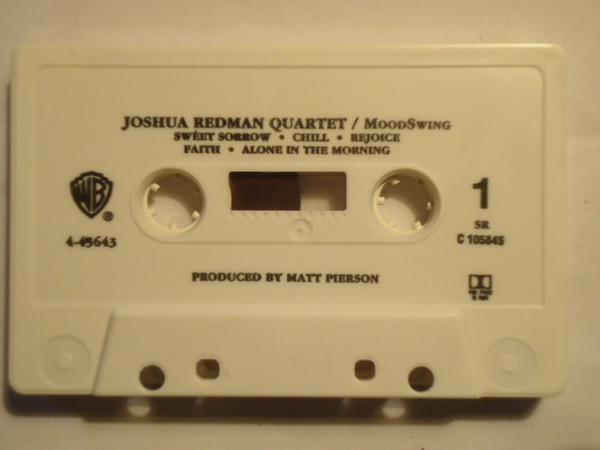 JOSHUA REDMAN QUARTET / MOODSWING
SWEET SORROW • CHILL • REJOICE
FAITH • ALONE IN THE MORNING
WB
®
4-45643
1
SR
C 105845
PRODUCED BY MATT PIERSON